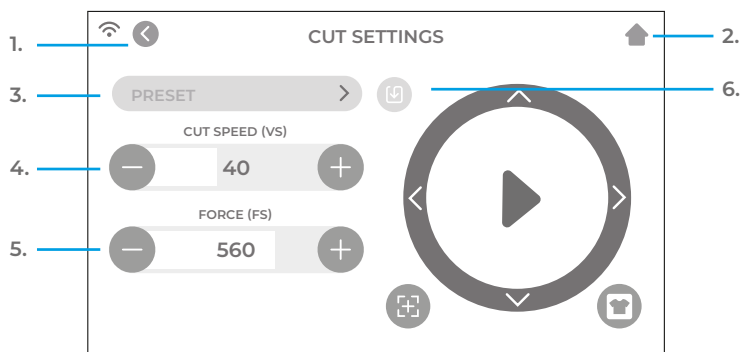 1.
CUT SETTINGS
2.
3.
PRESET
6.
CUT SPEED (VS)
4.
40
FORCE (FS)
5.
560